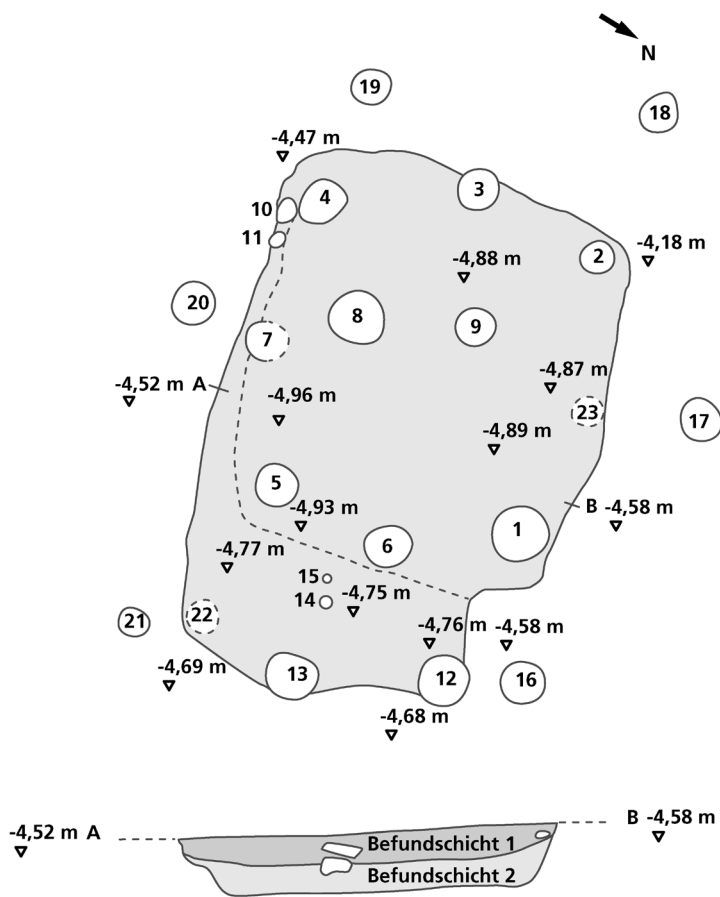 N
19
18
-4,47 m
4
3
10
11
2
-4,18 m
-4,88 m
20
8
9
7
-4,87 m
-4,52 m A
-4,96 m
23
17
-4,89 m
5
-4,93 m
B -4,58 m
1
6
-4,77 m
15
14
-4,75 m
22
21
-4,76 m
-4,58 m
-4,69 m
13
12
16
-4,68 m
-4,52 m A
B -4,58 m
Befundschicht 1
Befundschicht 2